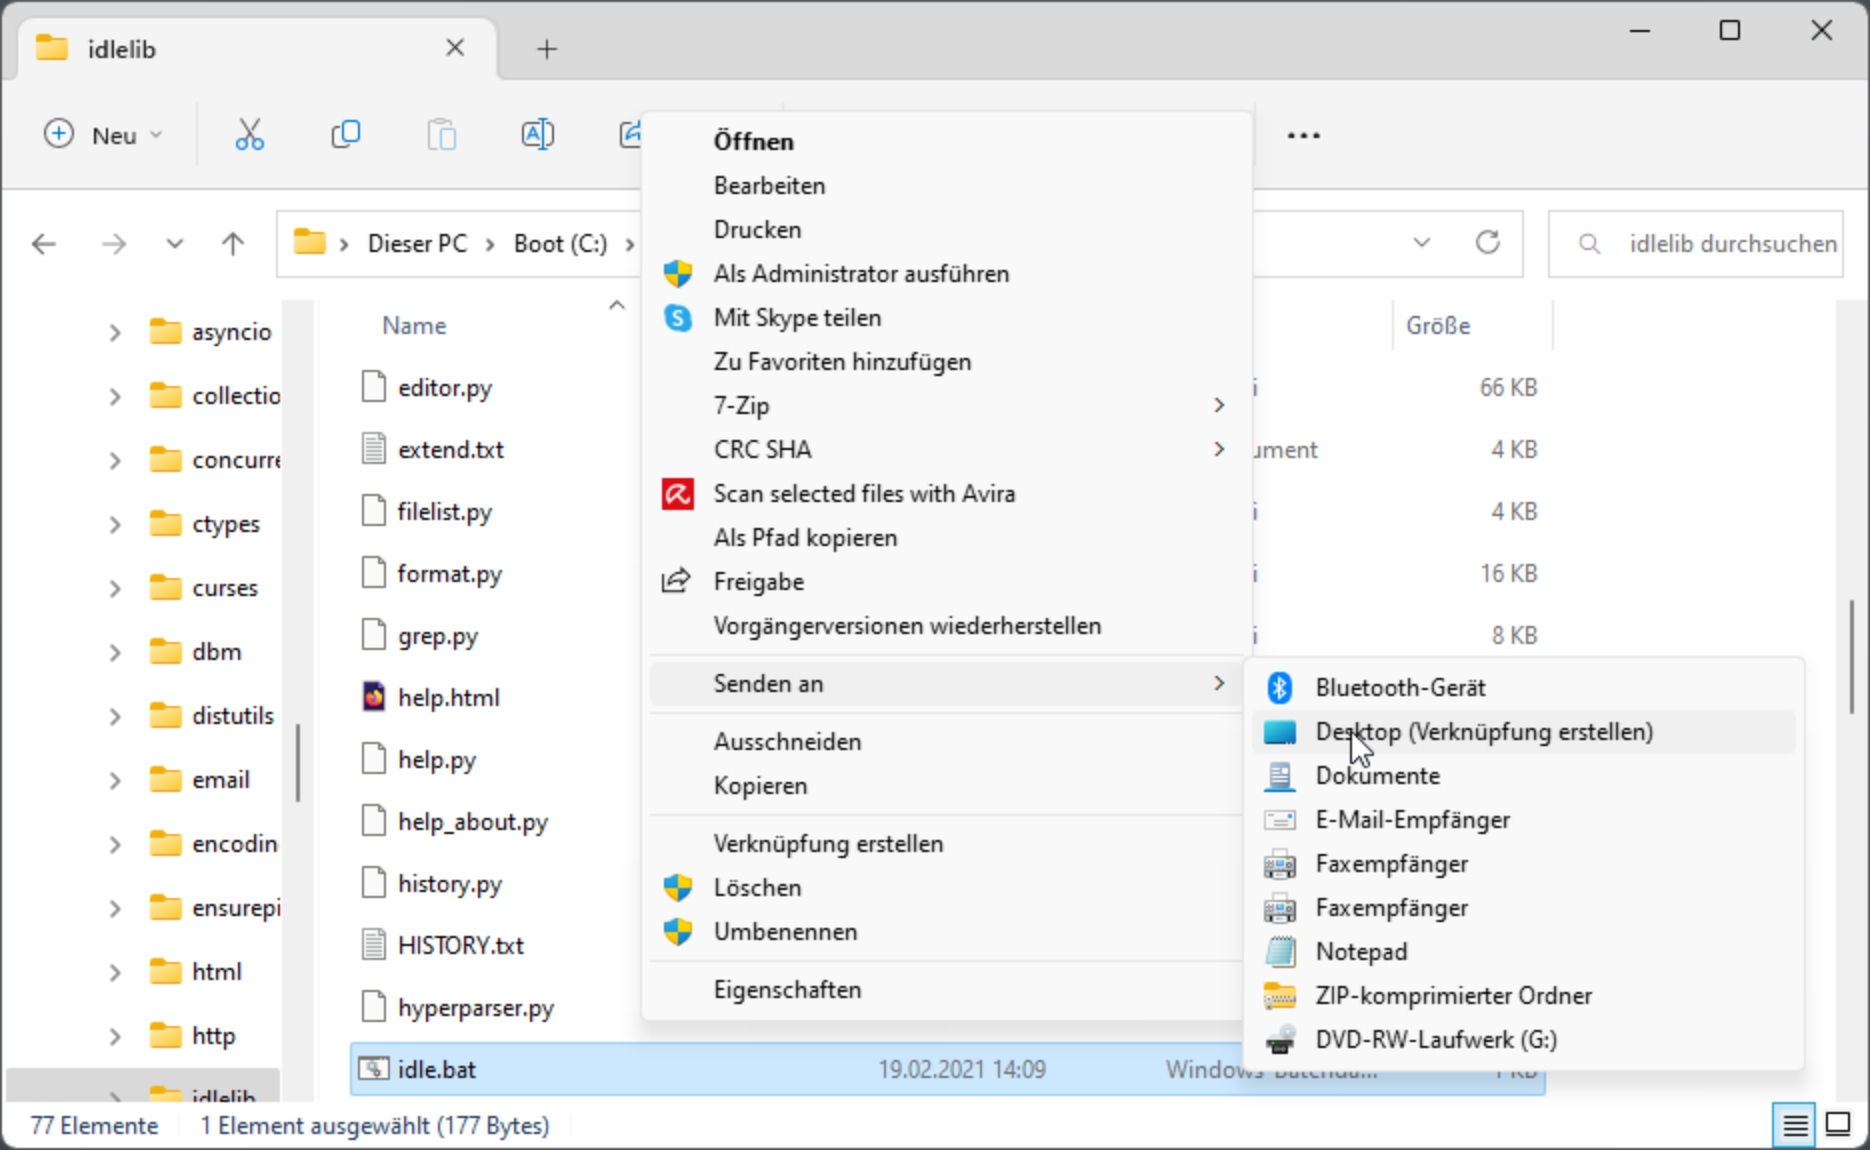 idlelib
Neu
Dieser PC
Boot (C:)
idlelib durchsuchen
asyncio
collectio
concurre
ctypes
curses
dbm
distutils
email
encodin
ensurepi
html
http
idlelib
Name
Größe
editor.py
66 KB
extend.txt
ument
4 KB
filelist.py
4 KB
format.py
16 KB
grep.py
8 KB
help.html
help.py
help_about.py
history.py
HISTORY.txt
hyperparser.py
idle.bat
19.02.2021 14:09
1 KB
Öffnen
Bearbeiten
Drucken
Als Administrator ausführen
Mit Skype teilen
Zu Favoriten hinzufügen
7-Zip
CRC SHA
Scan selected files with Avira
Als Pfad kopieren
Freigabe
Vorgängerversionen wiederherstellen
Senden an
Ausschneiden
Kopieren
Verknüpfung erstellen
Löschen
Umbenennen
Eigenschaften
Bluetooth-Gerät
Desktop (Verknüpfung erstellen)
Dokumente
E-Mail-Empfänger
Faxempfänger
Faxempfänger
Notepad
ZIP-komprimierter Ordner
DVD-RW-Laufwerk (G:)
77 Elemente
1 Element ausgewählt (177 Bytes)